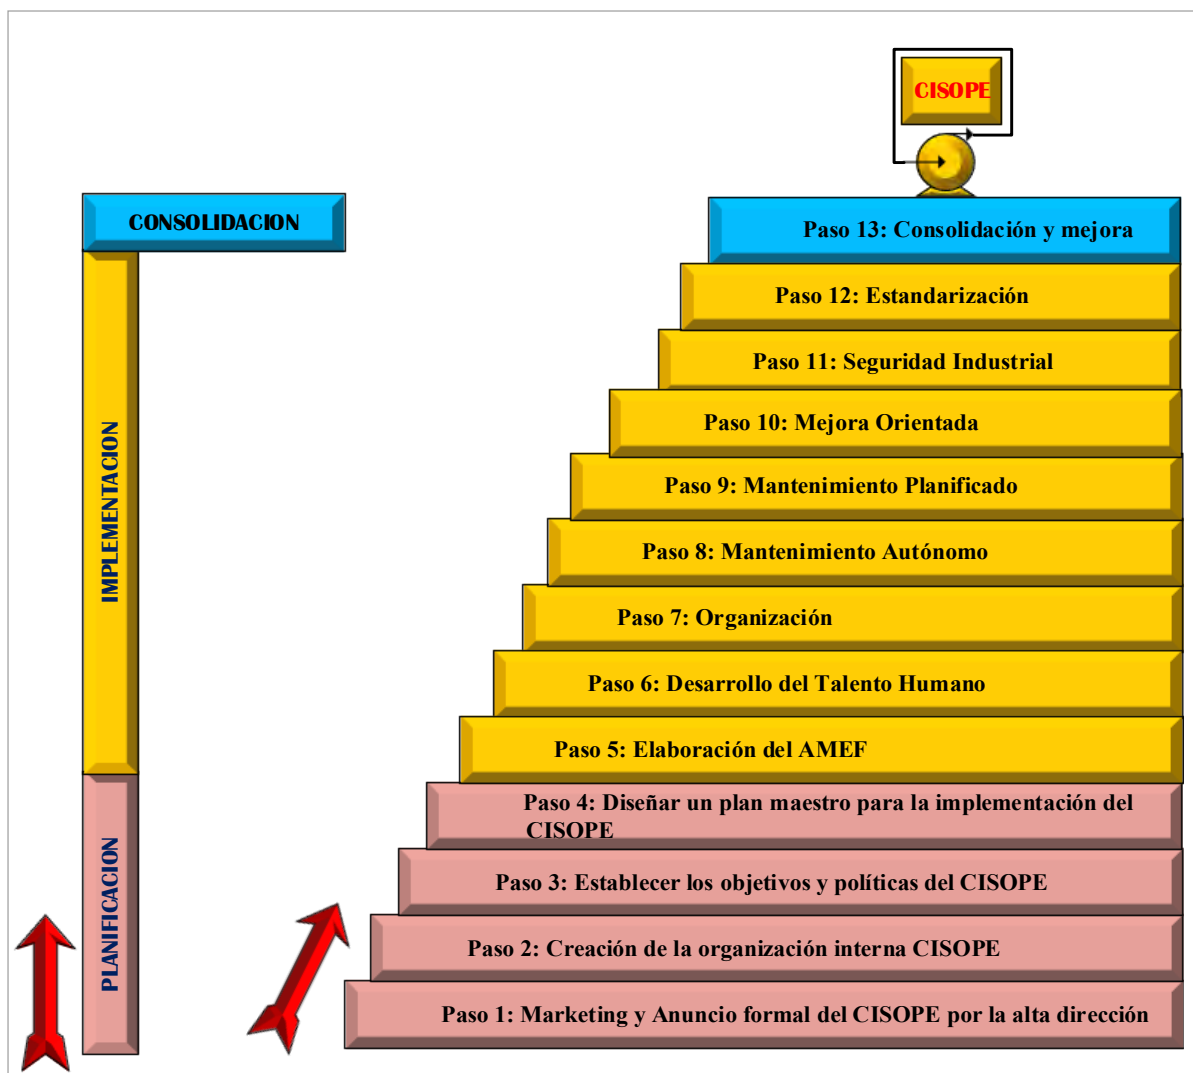 CISOPE
CONSOLIDACION
IMPLEMENTACION
PLANIFICACION
Paso 13: Consolidación y mejora
Paso 12: Estandarización
Paso 11: Seguridad Industrial
Paso 10: Mejora Orientada
Paso 9: Mantenimiento Planificado
Paso 8: Mantenimiento Autónomo
Paso 7: Organización
Paso 6: Desarrollo del Talento Humano
Paso 5: Elaboración del AMEF
Paso 4: Diseñar un plan maestro para la implementación del
CISOPE
Paso 3: Establecer los objetivos y políticas del CISOPE
Paso 2: Creación de la organización interna CISOPE
Paso 1: Marketing y Anuncio formal del CISOPE por la alta dirección